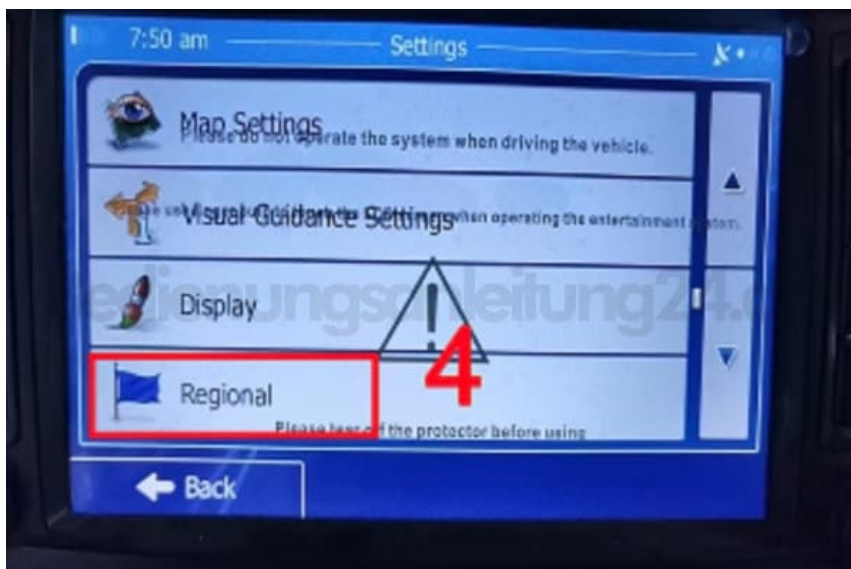 7:50 am
Settings
Map Settings
Please do not operate the system when driving the vehicle.
Visual Guidance Settings
when operating the entertainment system.
Display
4
Regional
Please tear off the protector before using
Back